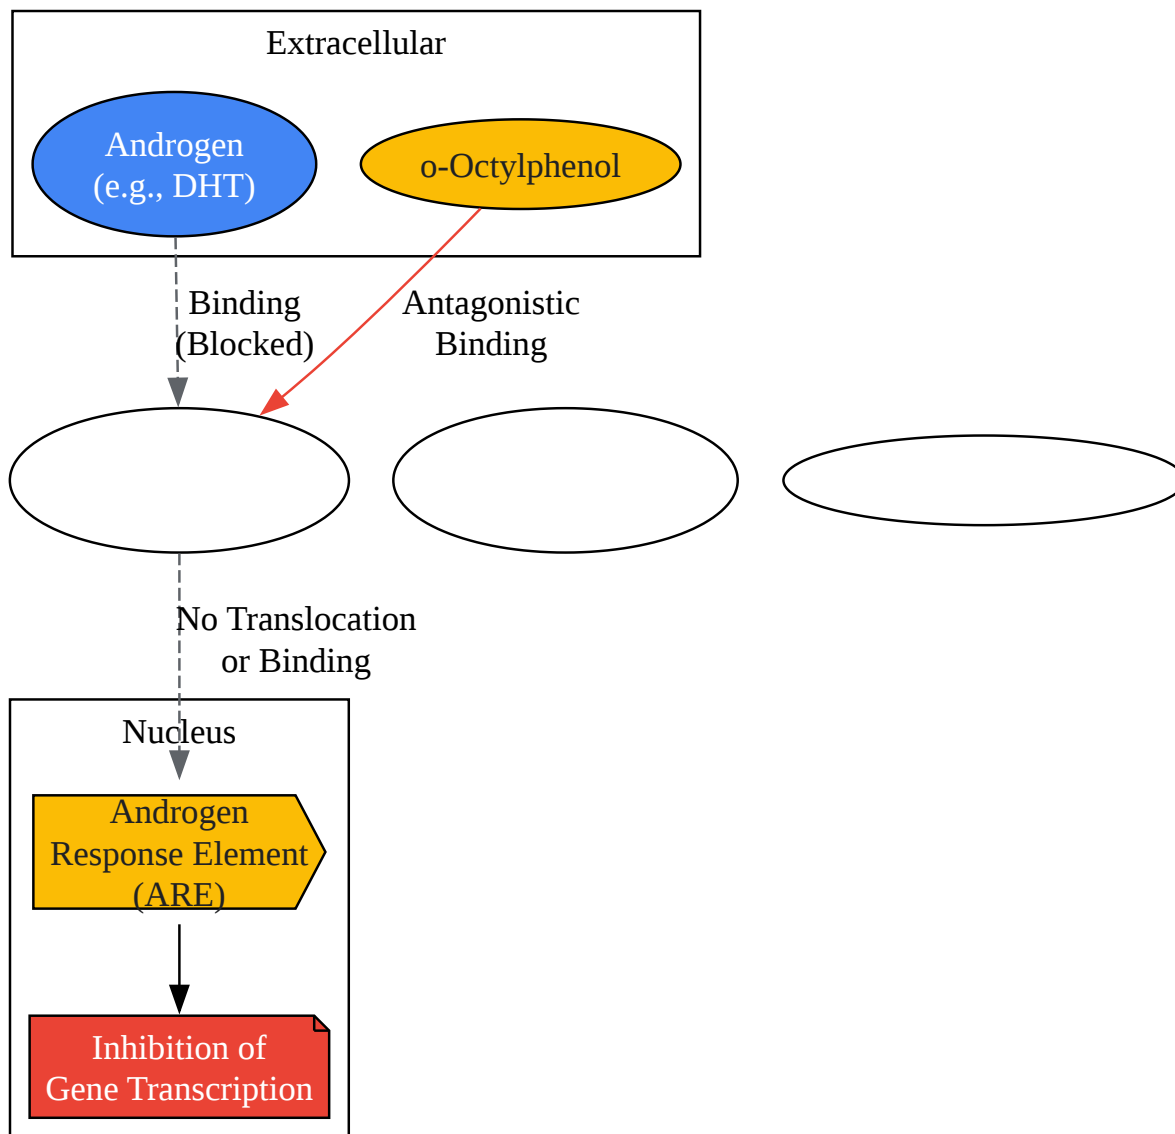 Extracellular
Androgen
(e.g., DHT)
o-Octylphenol
Binding
(Blocked)
Antagonistic
Binding
No Translocation
or Binding
Nucleus
Androgen
Response Element
(ARE)
Inhibition of
Gene Transcription